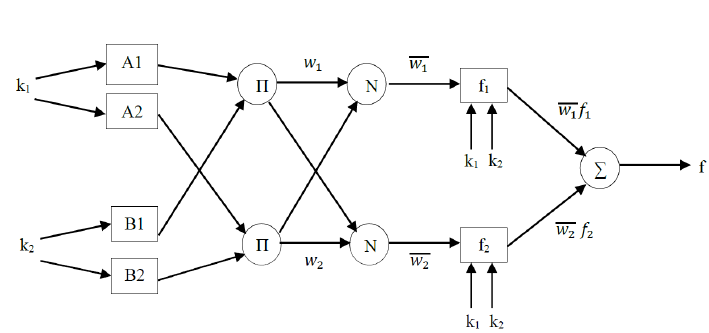 A1
k₁
A2
B1
k₂
B2
Π
w₁
N
w̅₁
f₁
k₁ k₂
w̅₁f₁
Π
w₂
N
w̅₂
f₂
k₁ k₂
w̅₂ f₂
∑
f